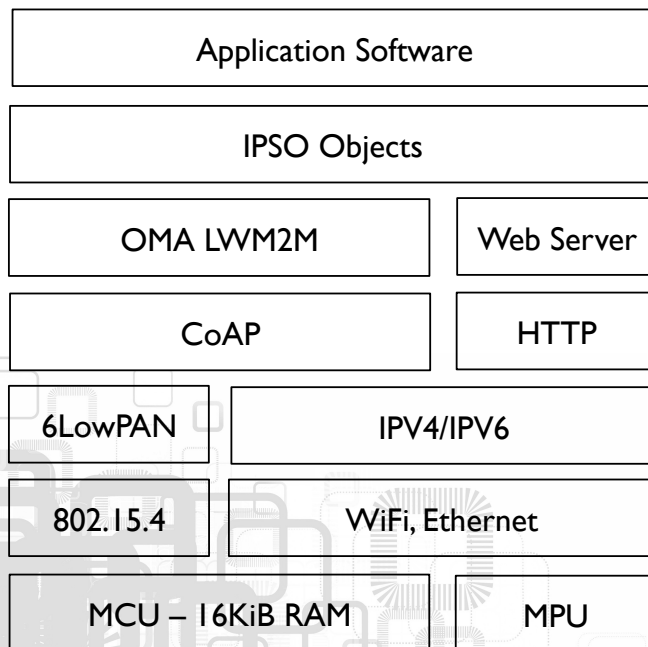 Application Software
IPSO Objects
OMA LWM2M
Web Server
CoAP
HTTP
6LowPAN
IPV4/IPV6
802.15.4
WiFi, Ethernet
MCU – 16KiB RAM
MPU